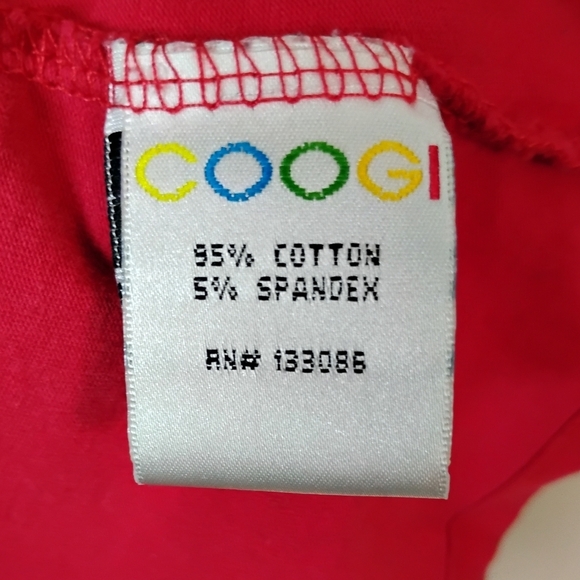 COOGI
95% COTTON
5% SPANDEX
RN# 133086